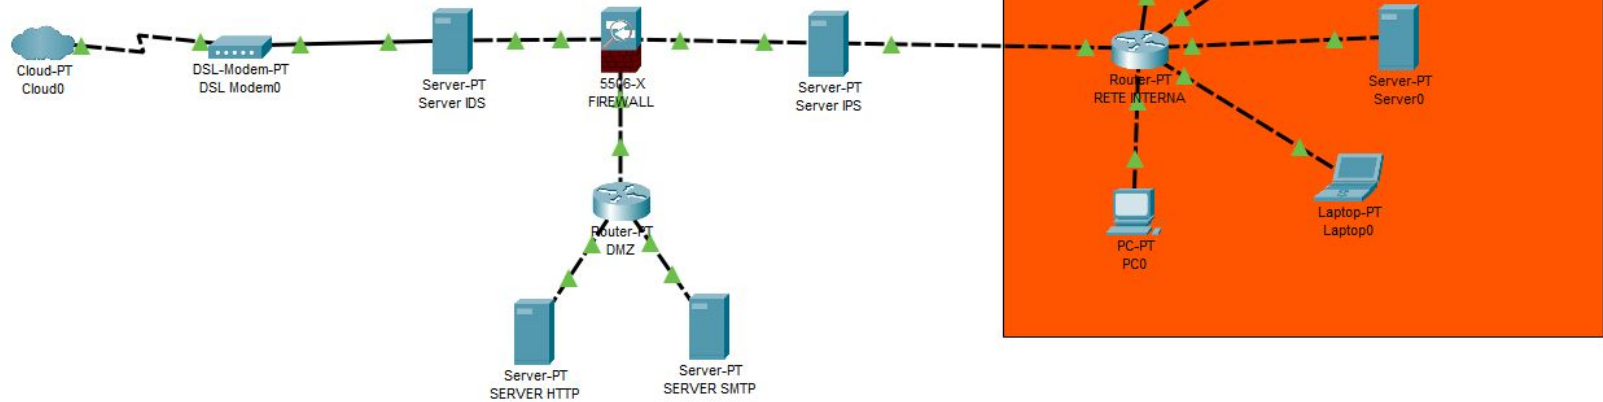 Cloud-PT
Cloud0
DSL-Modem-PT
DSL Modem0
Server-PT
Server IDS
5506-X
FIREWALL
Server-PT
Server IPS
Router-PT
RETE INTERNA
Server-PT
Server0
Router-PT
DMZ
PC-PT
PC0
Laptop-PT
Laptop0
Server-PT
SERVER HTTP
Server-PT
SERVER SMTP